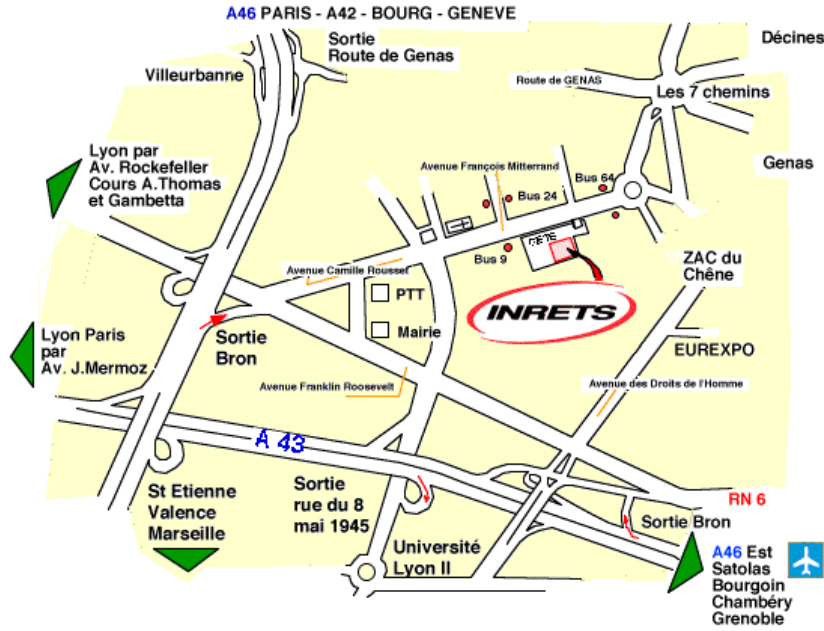 A46 PARIS - A42 - BOURG - GENEVE
Sortie
Route de Genas
Décines
Villeurbanne
Route de GENAS
Les 7 chemins
Lyon par
Av. Rockefeller
Cours A.Thomas
et Gambetta
Avenue François Mitterrand
Genas
Bus 64
Bus 24
CETE
Bus 9
ZAC du
Chêne
Avenue Camille Rousset
PTT
INRETS
Mairie
Sortie
Bron
Lyon Paris
par
Av. J.Mermoz
EUREXPO
Avenue Franklin Roosevelt
Avenue des Droits de l'Homme
A 43
St Etienne
Valence
Marseille
Sortie
rue du 8
mai 1945
RN 6
Sortie Bron
Université
Lyon II
A46 Est
Satolas
Bourgoin
Chambéry
Grenoble